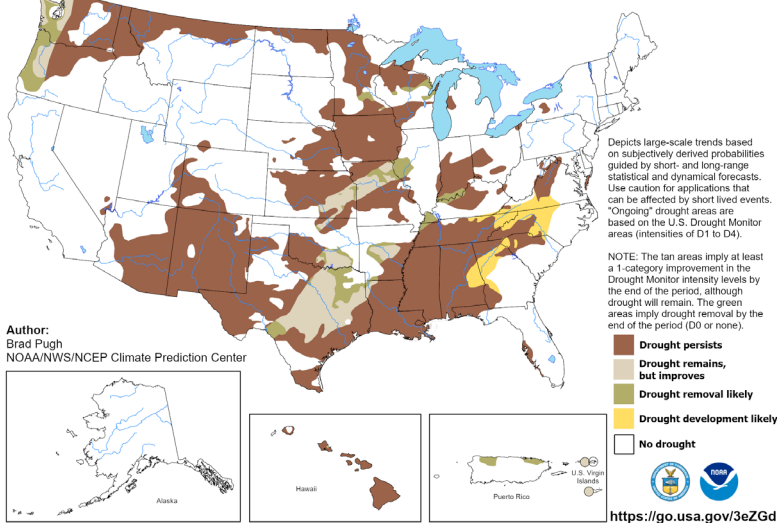 Depicts large-scale trends based
on subjectively derived probabilities
guided by short- and long-range
statistical and dynamical forecasts.
Use caution for applications that
can be affected by short lived events.
"Ongoing" drought areas are
based on the U.S. Drought Monitor
areas (intensities of D1 to D4).
NOTE: The tan areas imply at least
a 1-category improvement in the
Drought Monitor intensity levels by
the end of the period, although
drought will remain. The green
areas imply drought removal by the
end of the period (D0 or none).
Author:
Brad Pugh
NOAA/NWS/NCEP Climate Prediction Center
Drought persists
Drought remains,
but improves
Drought removal likely
Drought development likely
No drought
Alaska
Hawaii
Puerto Rico
U.S. Virgin
Islands
NOAA
https://go.usa.gov/3eZGd